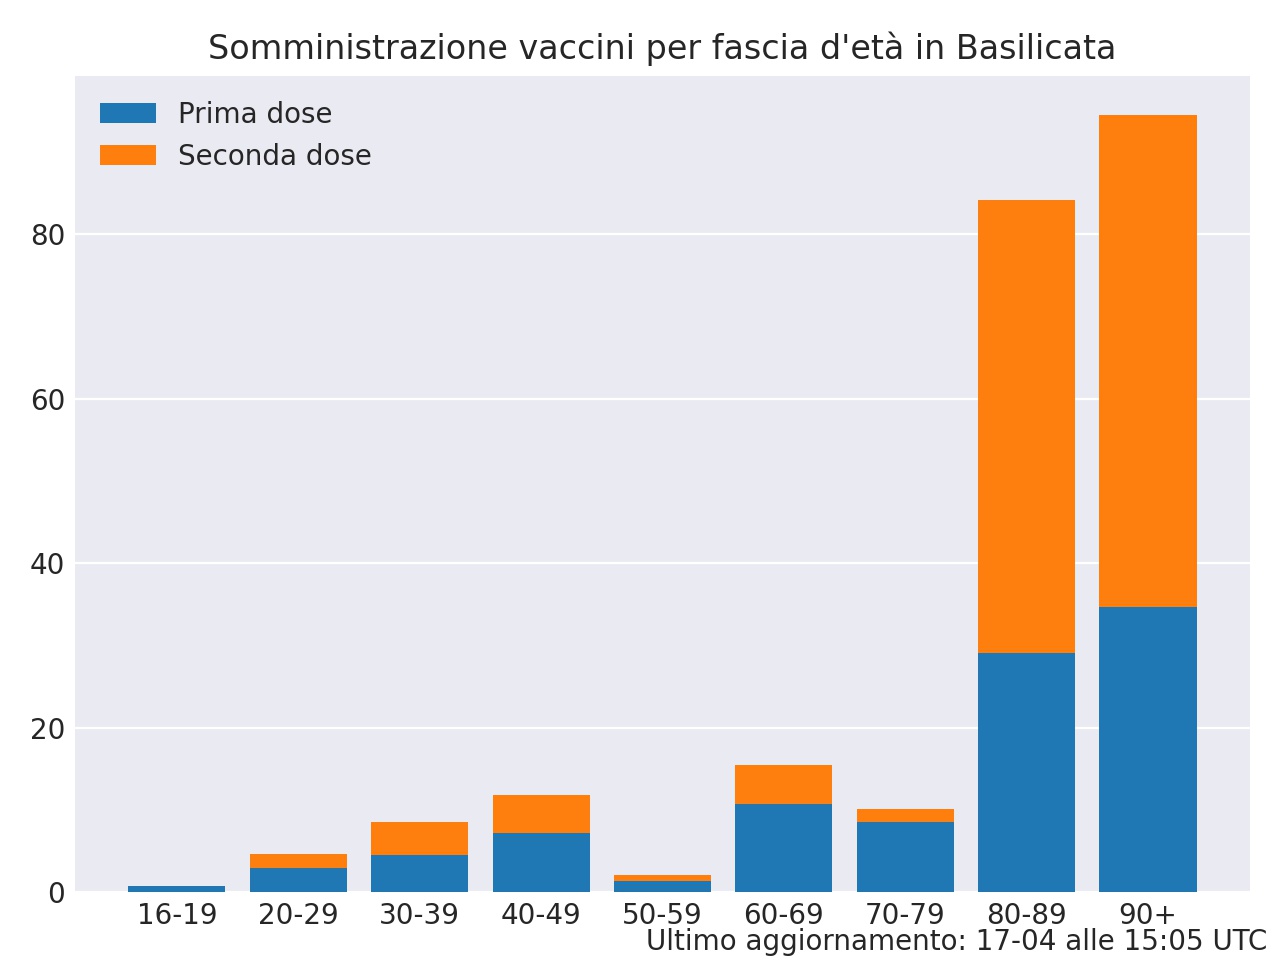 Somministrazione vaccini per fascia d'età in Basilicata
Prima dose
Seconda dose
80
60
40
20
0
16-19 20-29 30-39 40-49 50-59 60-69 70-79 80-89 90+
Ultimo aggiornamento: 17-04 alle 15:05 UTC